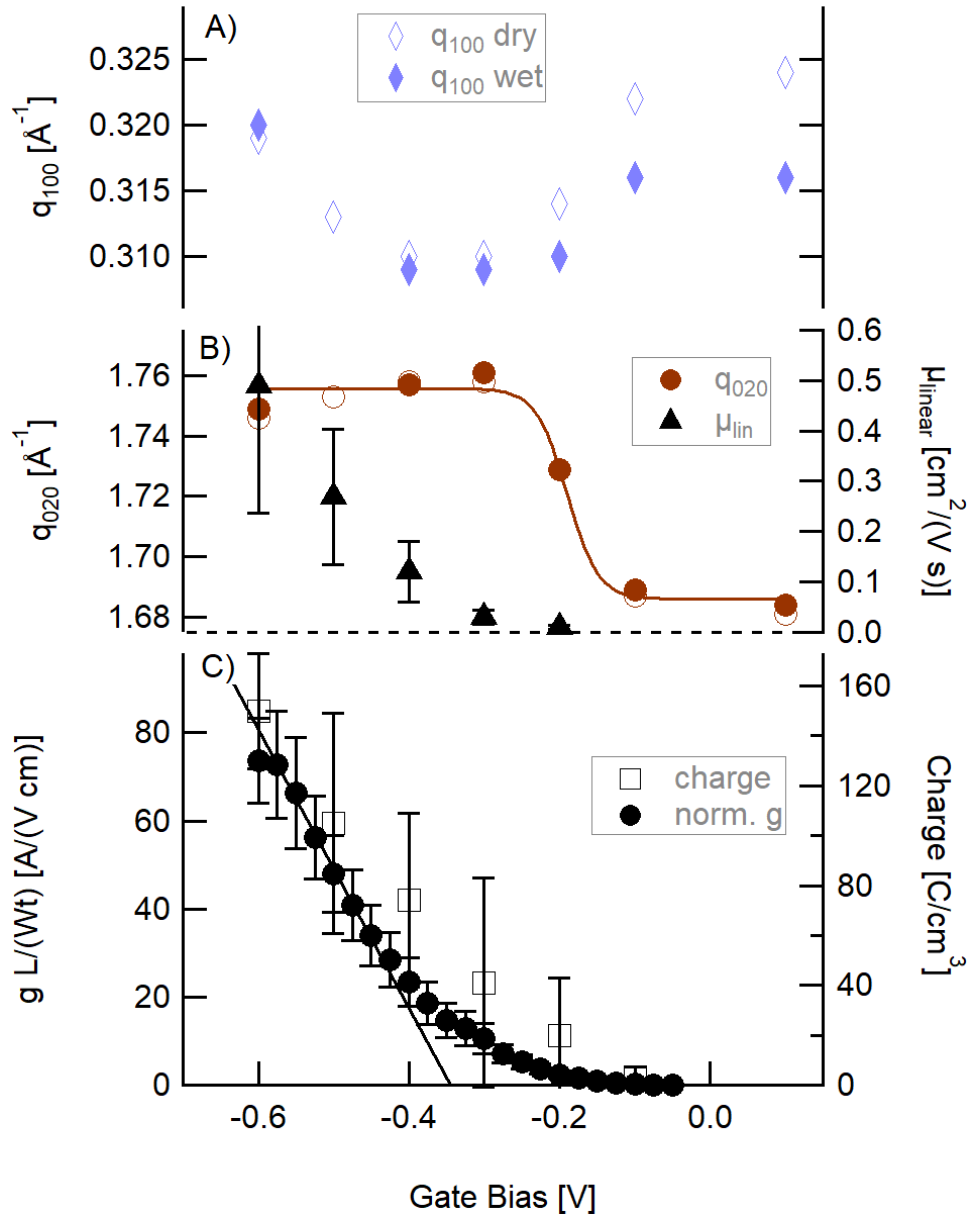 A)
q100 dry
q100 wet
0.325
0.320
0.315
0.310
q100 [Å-1]
B)
1.76
1.74
1.72
1.70
1.68
q020 [Å-1]
q020
μlin
0.6
0.5
0.4
0.3
0.2
0.1
0.0
μlinear [cm2/(V s)]
C)
80
60
40
20
0
g L/(Wt) [A/(V cm)]
charge
norm. g
160
120
80
40
0
Charge [C/cm3]
-0.6
-0.4
-0.2
0.0
Gate Bias [V]